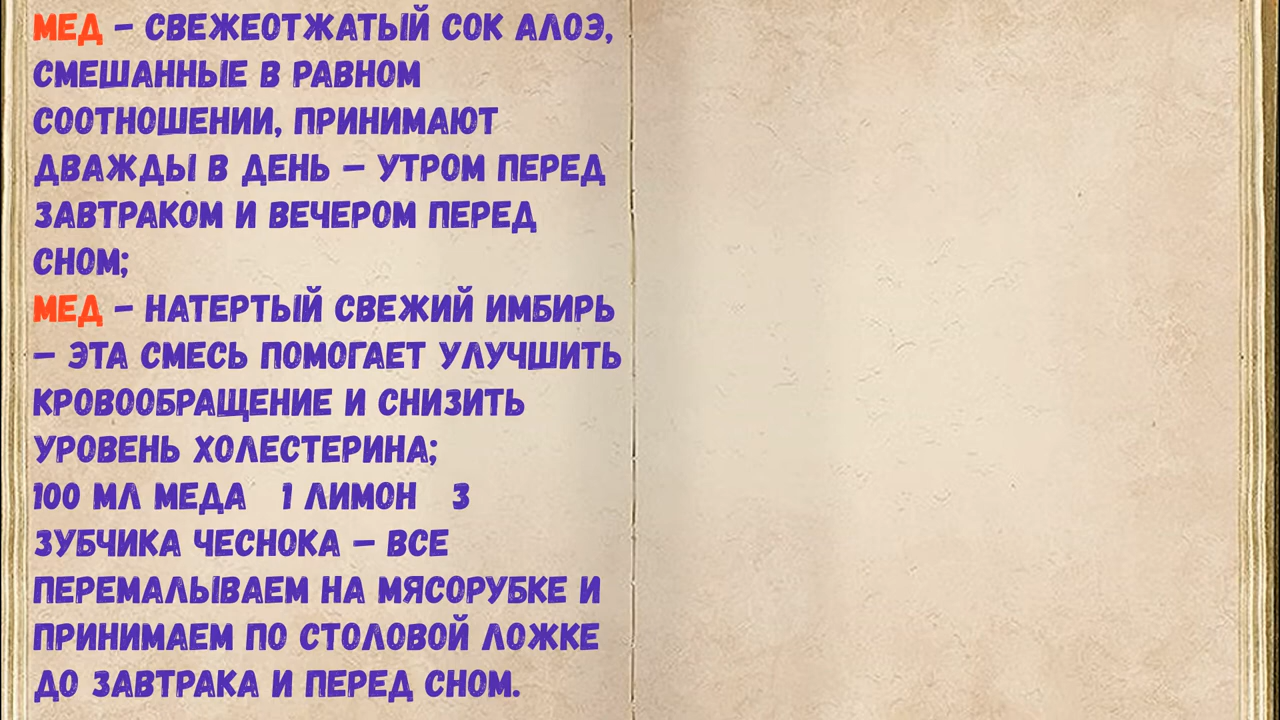 МЕД – СВЕЖЕОТЖАТЫЙ СОК АЛОЭ,
СМЕШАННЫЕ В РАВНОМ
СООТНОШЕНИИ, ПРИНИМАЮТ
ДВАЖДЫ В ДЕНЬ – УТРОМ ПЕРЕД
ЗАВТРАКОМ И ВЕЧЕРОМ ПЕРЕД
СНОМ;
МЕД – НАТЕРТЫЙ СВЕЖИЙ ИМБИРЬ
– ЭТА СМЕСЬ ПОМОГАЕТ УЛУЧШИТЬ
КРОВООБРАЩЕНИЕ И СНИЗИТЬ
УРОВЕНЬ ХОЛЕСТЕРИНА;
100 МЛ МЕДА 1 ЛИМОН 3
ЗУБЧИКА ЧЕСНОКА – ВСЕ
ПЕРЕМАЛЫВАЕМ НА МЯСОРУБКЕ И
ПРИНИМАЕМ ПО СТОЛОВОЙ ЛОЖКЕ
ДО ЗАВТРАКА И ПЕРЕД СНОМ.